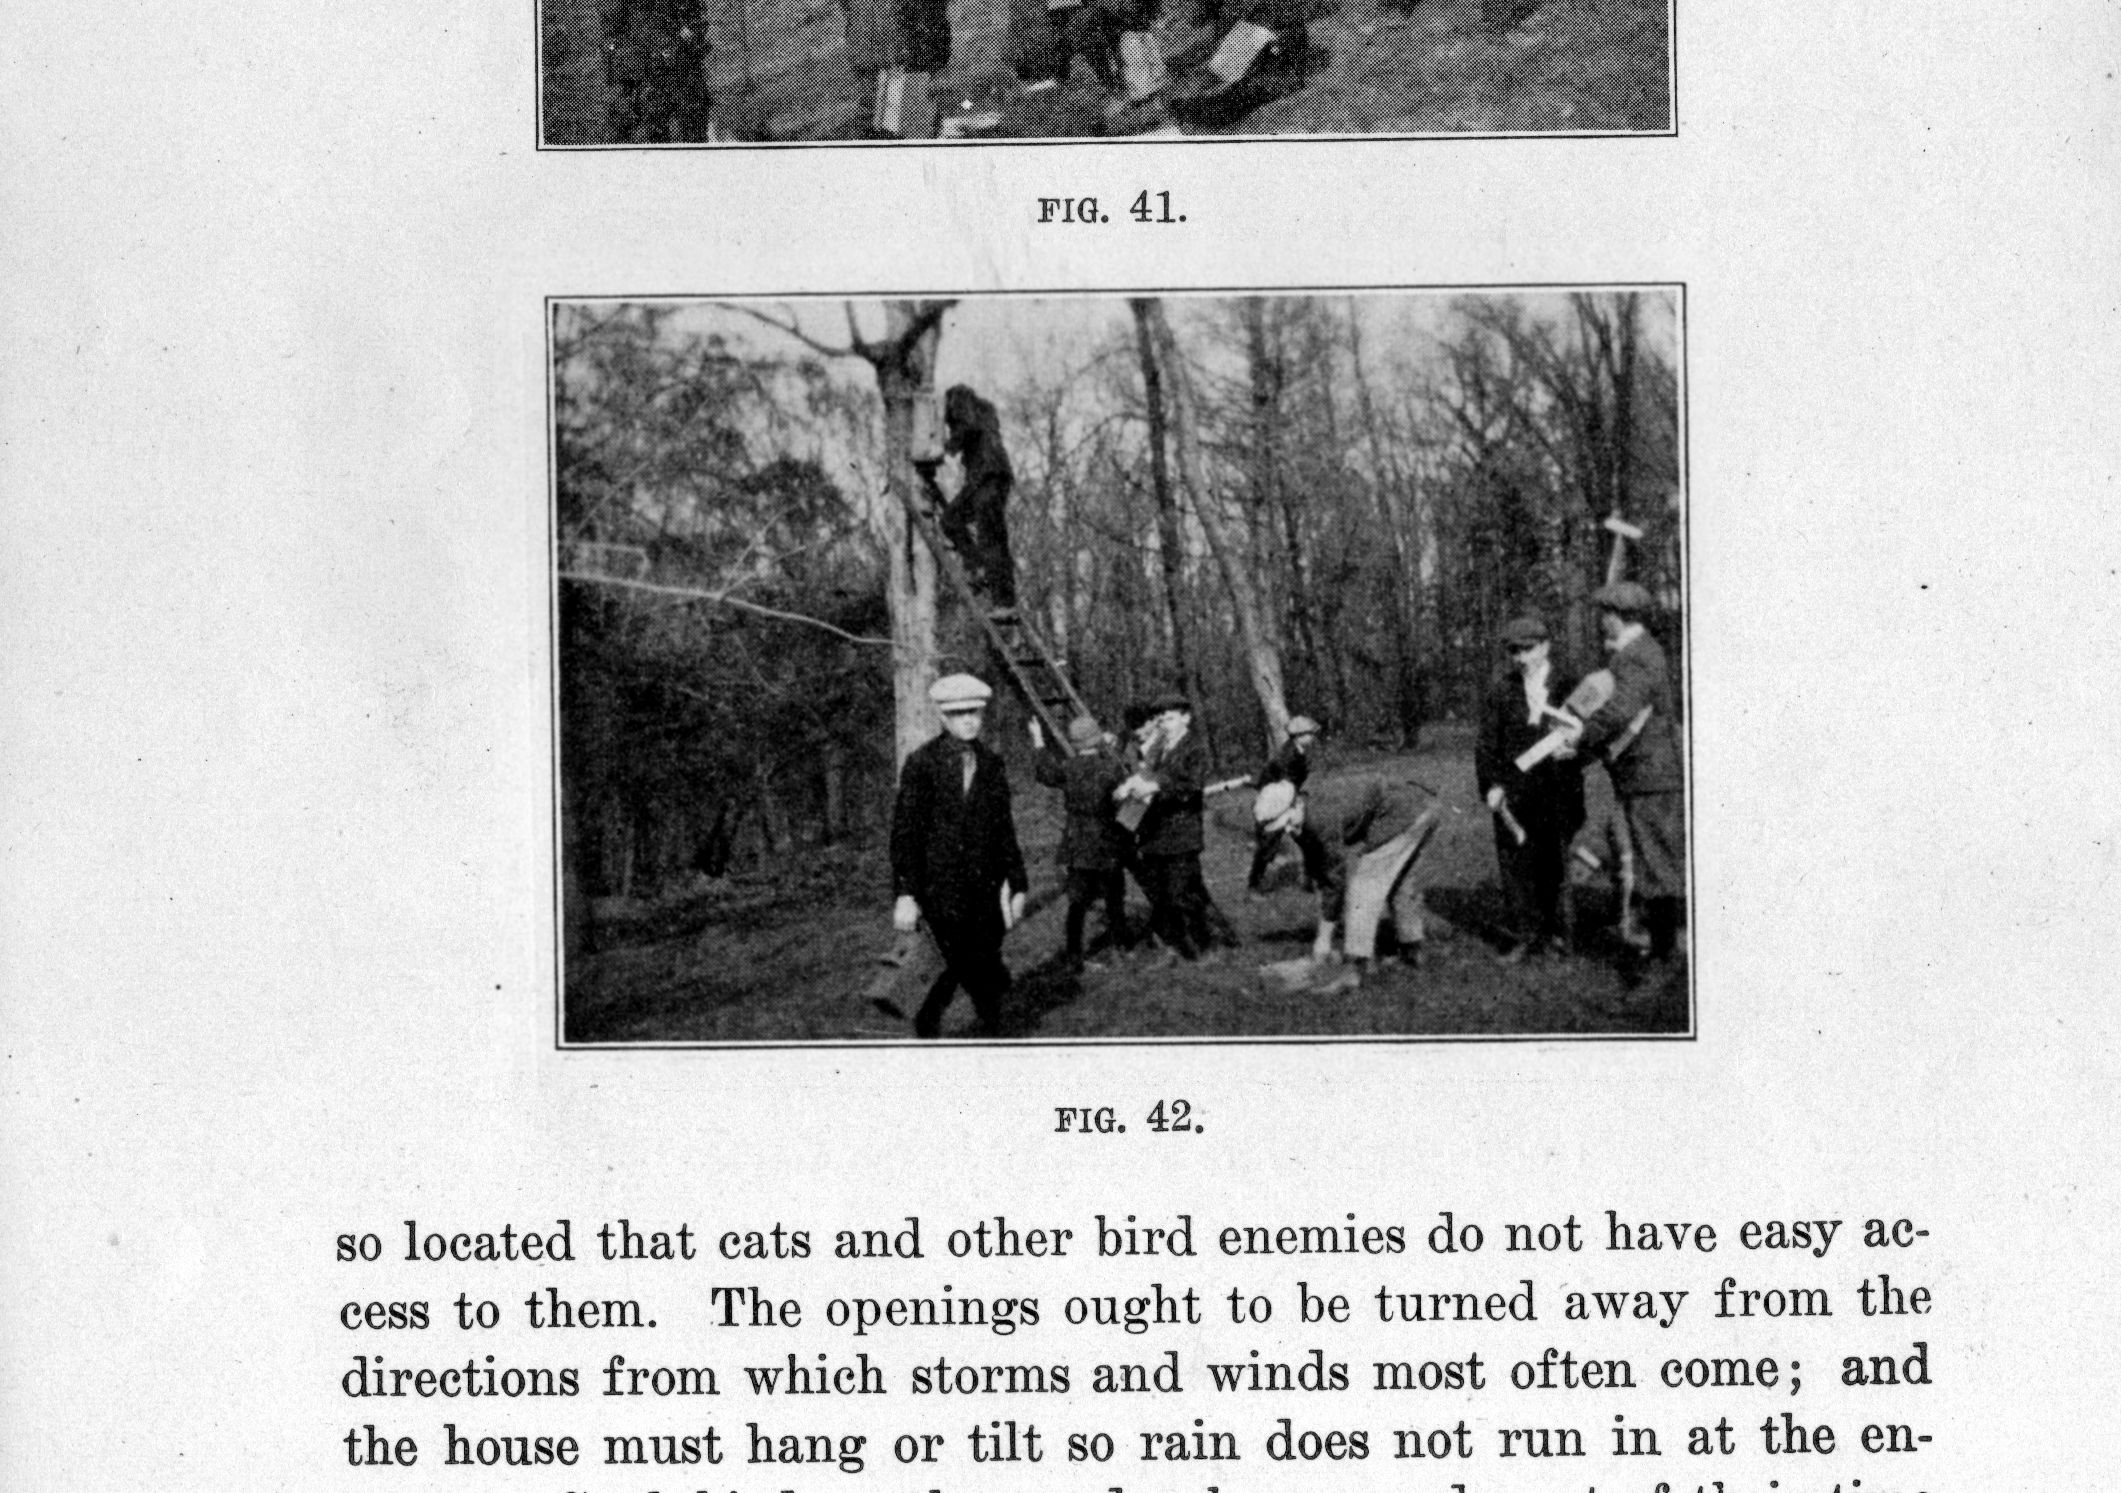 FIG. 41.
FIG. 42.
so located that cats and other bird enemies do not have easy ac-
cess to them. The openings ought to be turned away from the
directions from which storms and winds most often come; and
the house must hang or tilt so rain does not run in at the en-